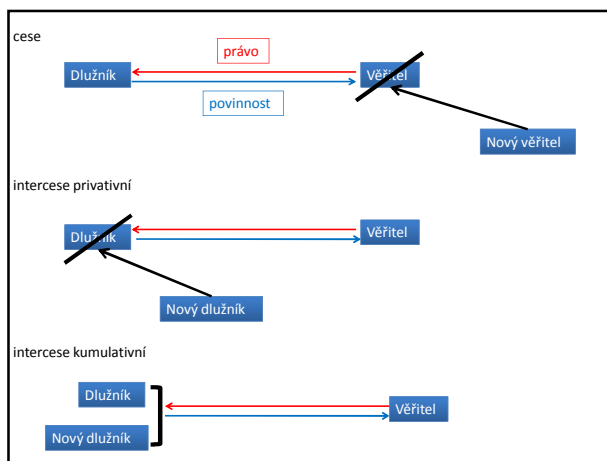 cese
právo
Dlužník
Věřitel
povinnost
Nový věřitel
intercese privativní
Dlužník
Věřitel
Nový dlužník
intercese kumulativní
Dlužník
Věřitel
Nový dlužník